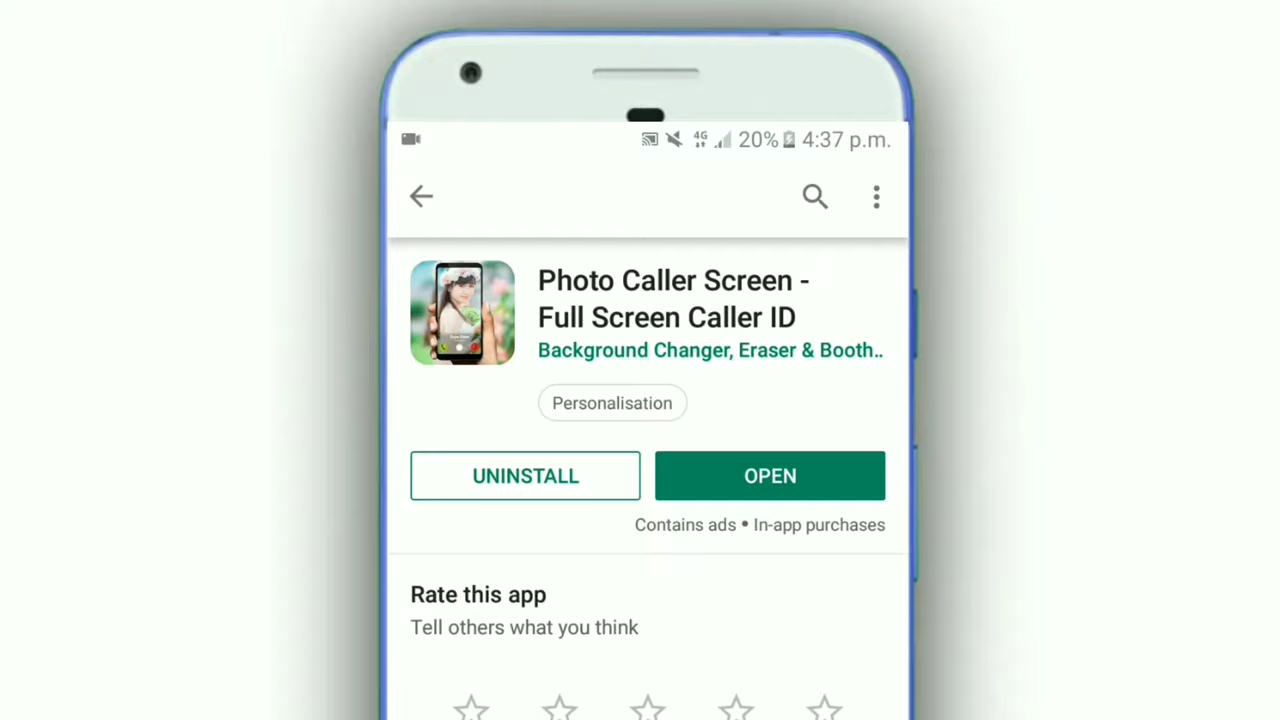 4G 20% 4:37 p.m.
Photo Caller Screen -
Full Screen Caller ID
Background Changer, Eraser & Booth..
Personalisation
UNINSTALL
OPEN
Contains ads • In-app purchases
Rate this app
Tell others what you think